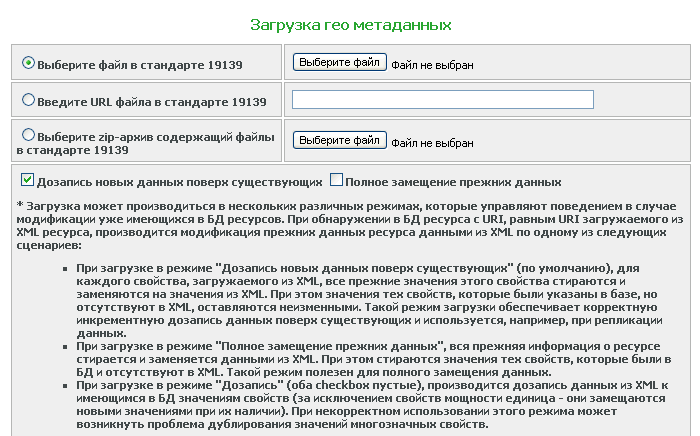 Загрузка гео метаданных
Выберите файл в стандарте 19139
Выберите файл Файл не выбран
Введите URL файла в стандарте 19139
Выберите zip-архив содержащий файлы
в стандарте 19139
Выберите файл Файл не выбран
Дозапись новых данных поверх существующих Полное замещение прежних данных
* Загрузка может производиться в нескольких различных режимах, которые управляют поведением в случае
модификации уже имеющихся в БД ресурсов. При обнаружении в БД ресурса с URI, равным URI загружаемого из
XML ресурса, производится модификация прежних данных ресурса данными из XML по одному из следующих
сценариев:
При загрузке в режиме "Дозапись новых данных поверх существующих" (по умолчанию), для
каждого свойства, загружаемого из XML, все прежние значения этого свойства стираются и
заменяются на значения из XML. При этом значения тех свойств, которые были указаны в базе, но
отсутствуют в XML, оставляются неизменными. Такой режим загрузки обеспечивает корректную
инкрементную дозапись данных поверх существующих и используется, например, при репликации
данных.
При загрузке в режиме "Полное замещение прежних данных", вся прежняя информация о ресурсе
стирается и заменяется данными из XML. При этом стираются значения тех свойств, которые были в
БД и отсутствуют в XML. Такой режим полезен для полного замещения данных.
При загрузке в режиме "Дозапись" (оба checkbox пустые), производится дозапись данных из XML к
имеющимся в БД значениям свойств (за исключением свойств мощности единица - они замещаются
новыми значениями при их наличии). При некорректном использовании этого режима может
возникнуть проблема дублирования значений многозначных свойств.